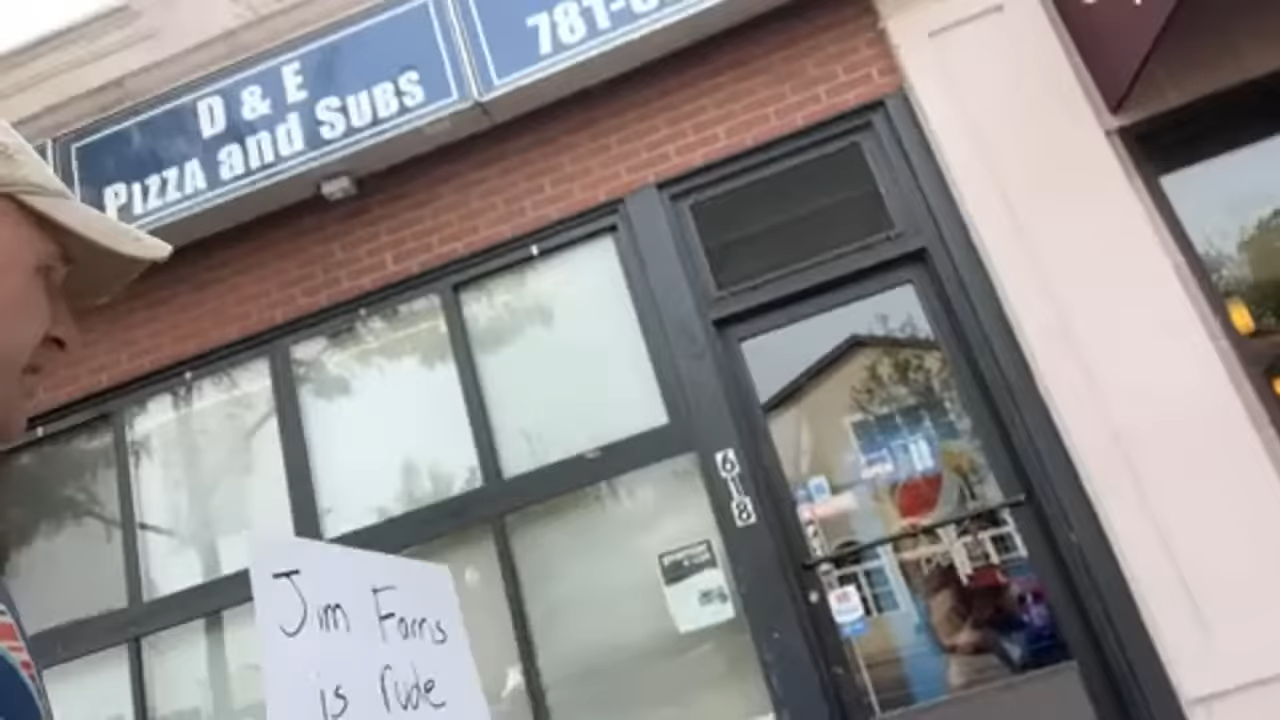 D & E
PIZZA and SUBS
781-
618
Jim Farris
is rude